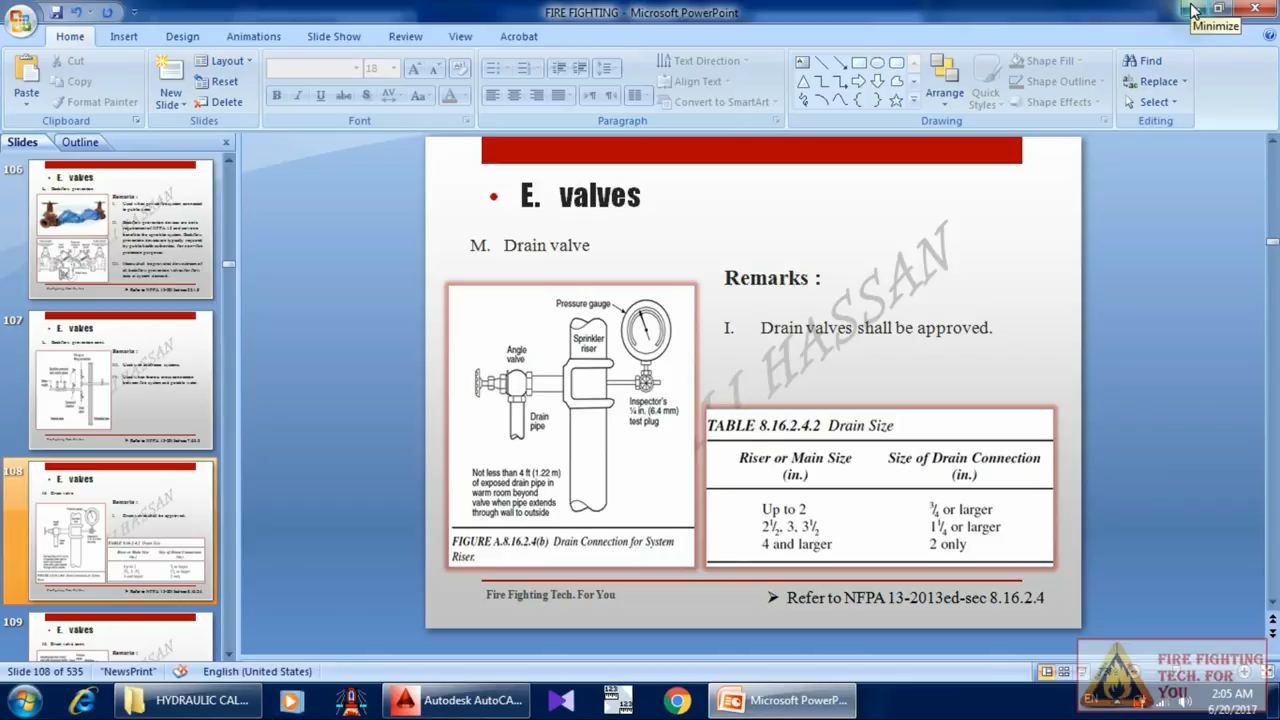 FIRE FIGHTING - Microsoft PowerPoint
Minimize
Home Insert Design Animations Slide Show Review View Acrobat
Paste
Cut
Copy
Format Painter
Clipboard
New Slide
Layout
Reset
Delete
Slides
18
Font
Paragraph
Text Direction
Align Text
Convert to SmartArt
Arrange
Quick Styles
Shape Fill
Shape Outline
Shape Effects
Drawing
Find
Replace
Select
Editing
Slides Outline
106
E. valves
Remarks :
107
E. valves
Remarks :
108
E. valves
Remarks :
109
E. valves
Remarks :
• E. valves
M. Drain valve
Remarks :
I. Drain valves shall be approved.
HASSAN
Pressure gauge
Sprinkler
riser
Angle
valve
Drain
pipe
Inspector's
¼ in. (6.4 mm)
test plug
Not less than 4 ft (1.22 m)
of exposed drain pipe in
warm room beyond
valve when pipe extends
through wall to outside
FIGURE A.8.16.2.4(b) Drain Connection for System
Riser.
TABLE 8.16.2.4.2 Drain Size
Riser or Main Size Size of Drain Connection
(in.) (in.)
Up to 2 ¾ or larger
2½, 3, 3½ 1¼ or larger
4 and larger 2 only
Fire Fighting Tech. For You
➤ Refer to NFPA 13-2013ed-sec 8.16.2.4
Slide 108 of 535 "NewsPrint" English (United States)
HYDRAULIC CAL...
Autodesk AutoCA...
Microsoft PowerP...
FIRE FIGHTING
TECH. FOR
YOU
EN
2:05 AM
6/20/2017